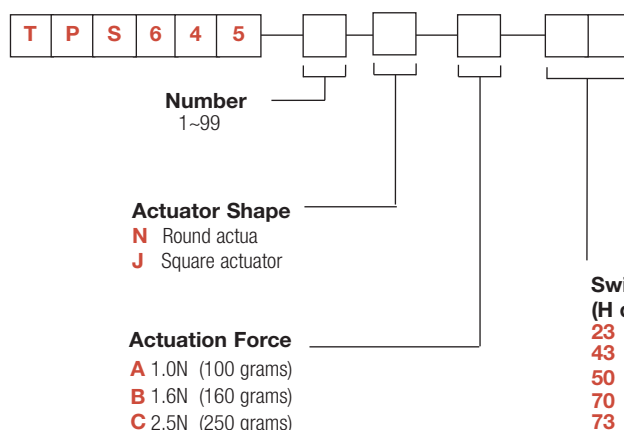 T P S 6 4 5
Number
1~99
Actuator Shape
N Round actua
J Square actuator
Actuation Force
A 1.0N (100 grams)
B 1.6N (160 grams)
C 2.5N (250 grams)
Swi
(H
23
43
50
70
73